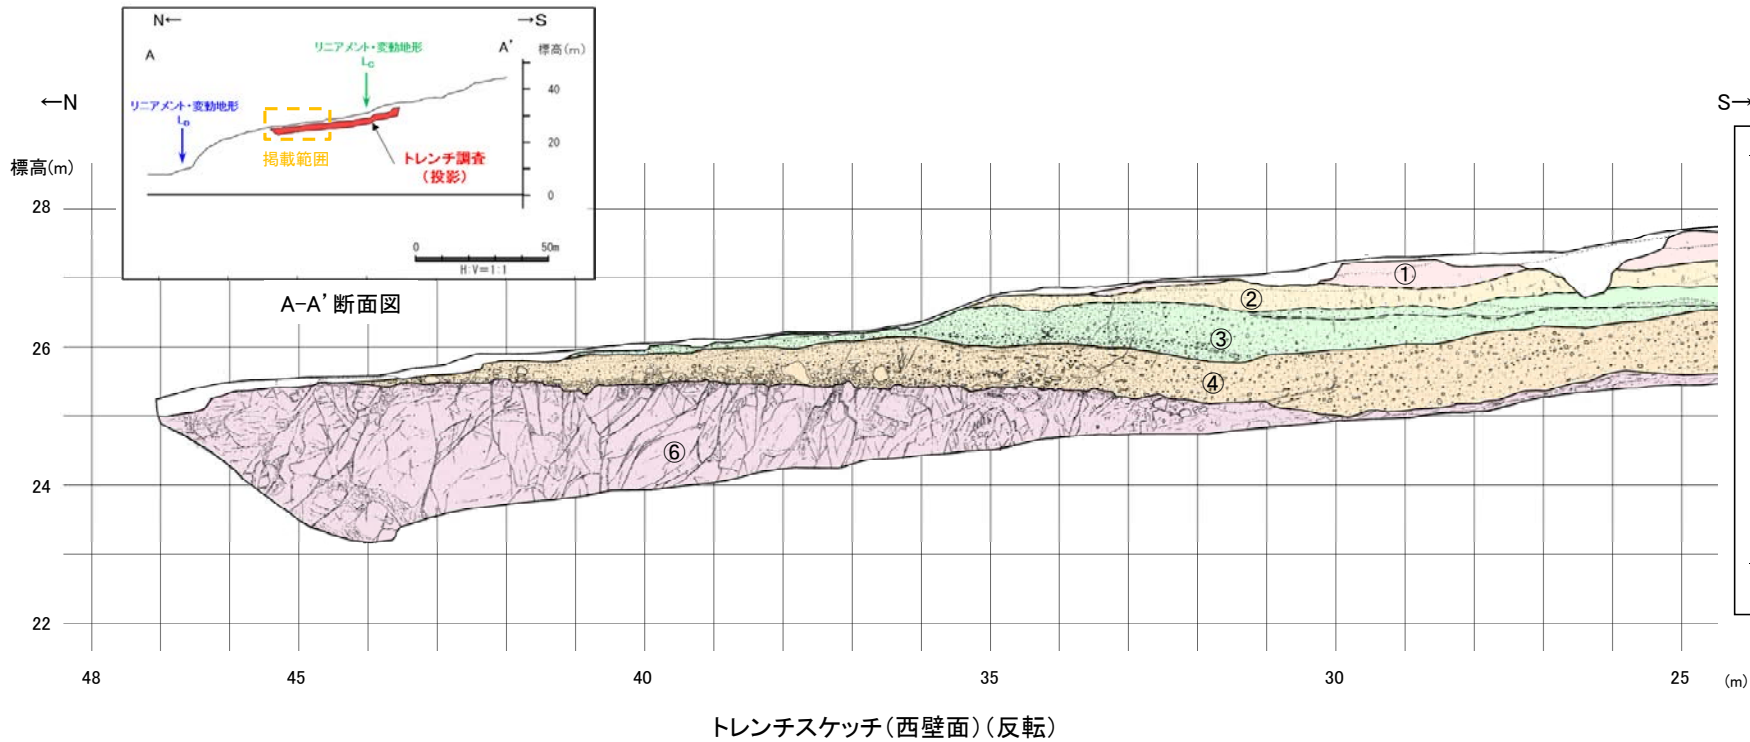 N← →S
A A' 標高(m)
リニアメント・変動地形
LC
リニアメント・変動地形
LD
40
20
0
掲載範囲
トレンチ調査
(投影)
0 50m
H:V=1:1
A-A' 断面図
←N S→
標高(m)
28
26
24
22
①
②
③
④
⑥
48 45 40 35 30 25 (m)
トレンチスケッチ(西壁面)(反転)